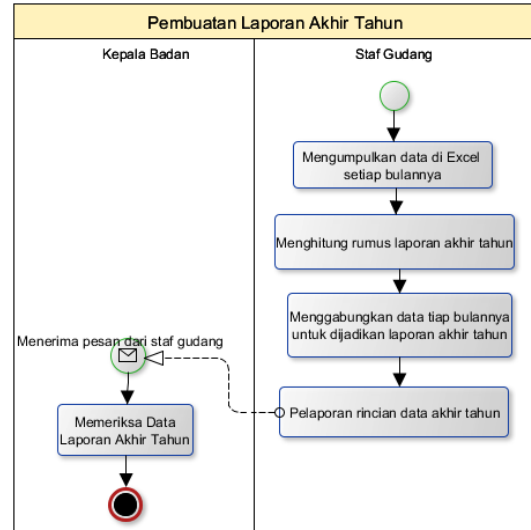 Pembuatan Laporan Akhir Tahun
Kepala Badan
Staf Gudang
Mengumpulkan data di Excel
setiap bulannya
Menghitung rumus laporan akhir tahun
Menggabungkan data tiap bulannya
untuk dijadikan laporan akhir tahun
Pelaporan rincian data akhir tahun
Menerima pesan dari staf gudang
Memeriksa Data
Laporan Akhir Tahun